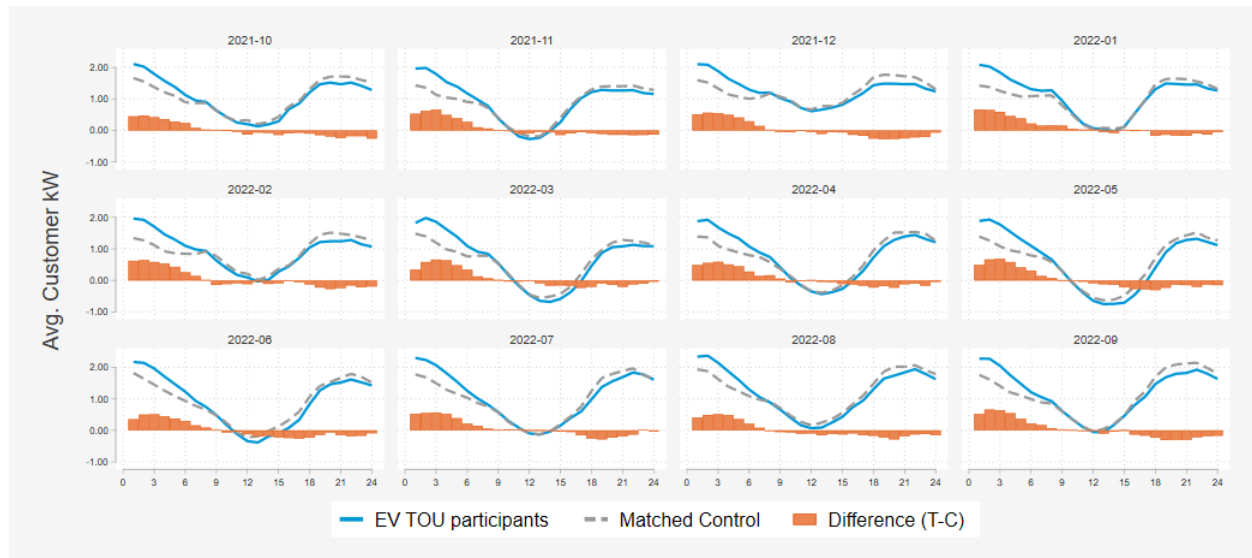 2021-10 2021-11 2021-12 2022-01
2.00
1.00
0.00
-1.00
2022-02 2022-03 2022-04 2022-05
2.00
1.00
0.00
-1.00
2022-06 2022-07 2022-08 2022-09
2.00
1.00
0.00
-1.00
Avg. Customer kW
0 3 6 9 12 15 18 21 24 0 3 6 9 12 15 18 21 24 0 3 6 9 12 15 18 21 24 0 3 6 9 12 15 18 21 24
EV TOU participants Matched Control Difference (T-C)